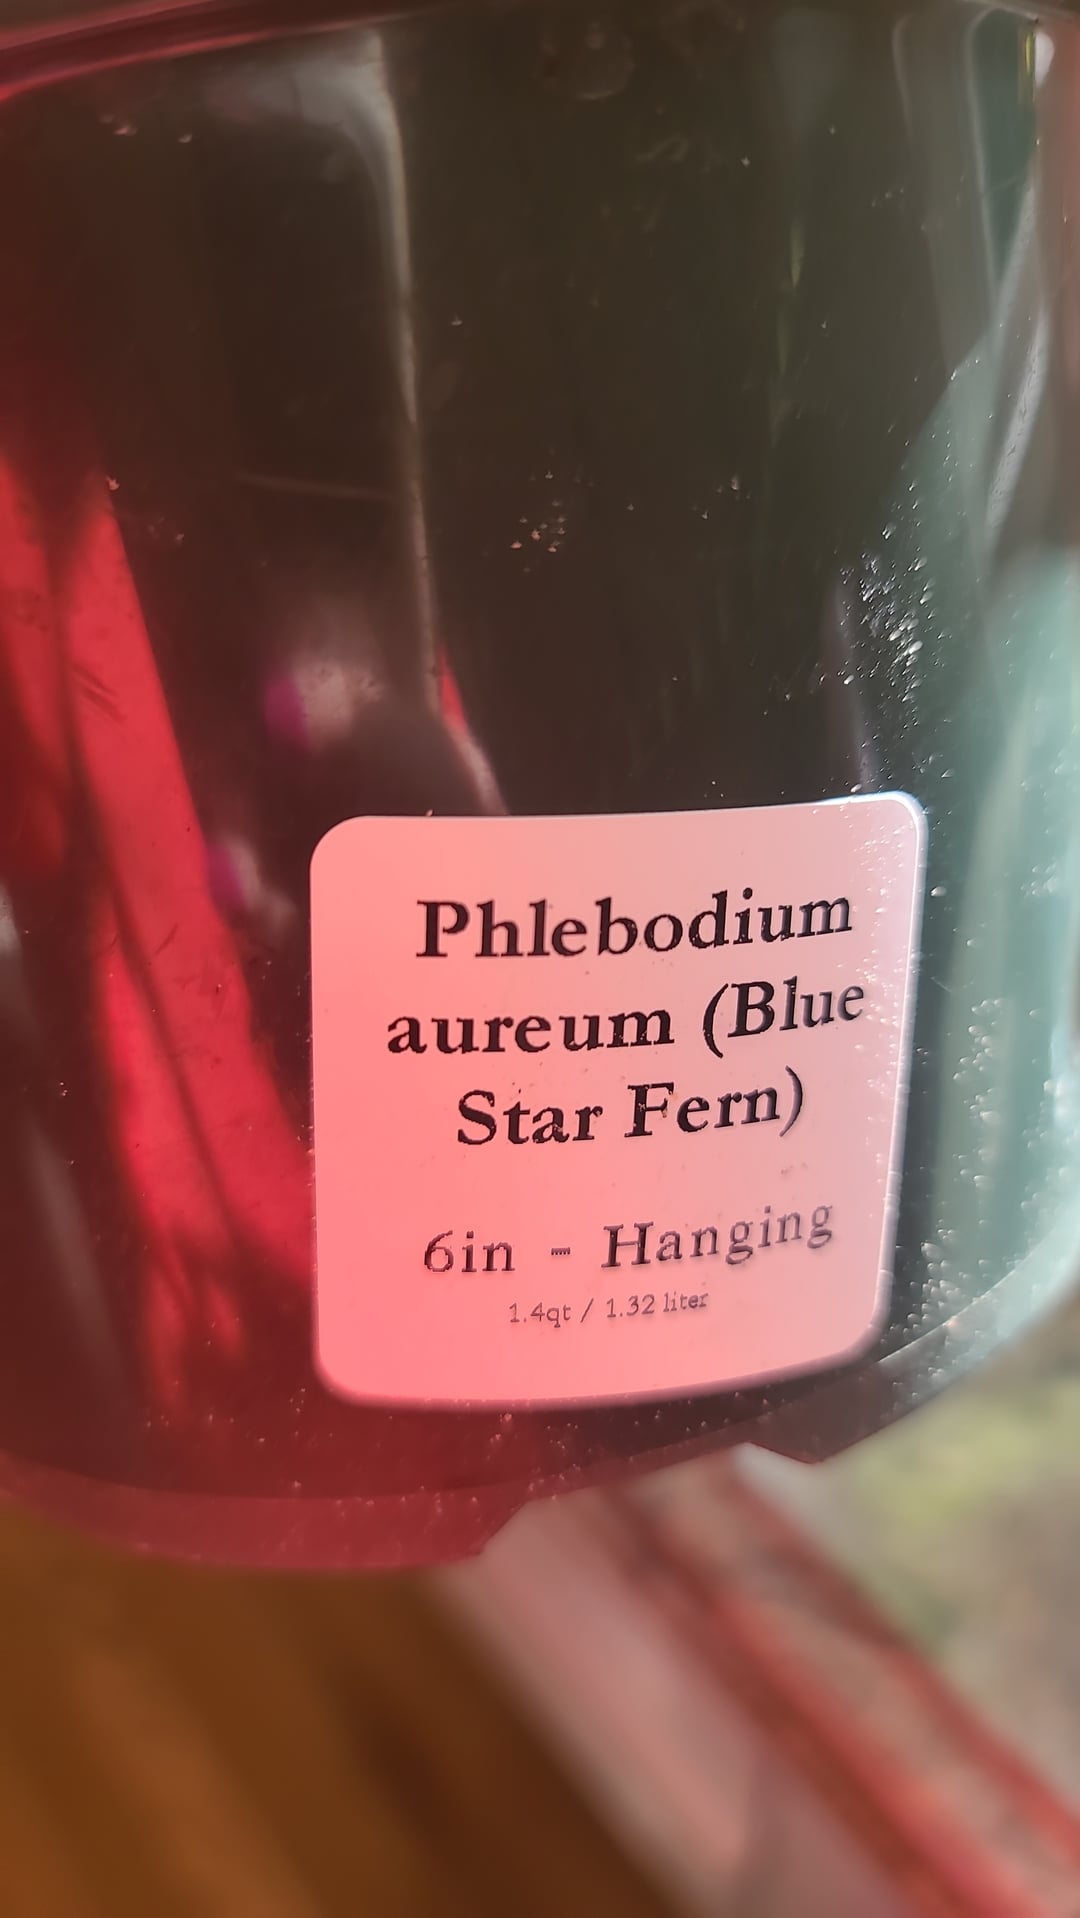 Phlebodium
aureum (Blue
Star Fern)
6in - Hanging
1.4qt / 1.32 liter